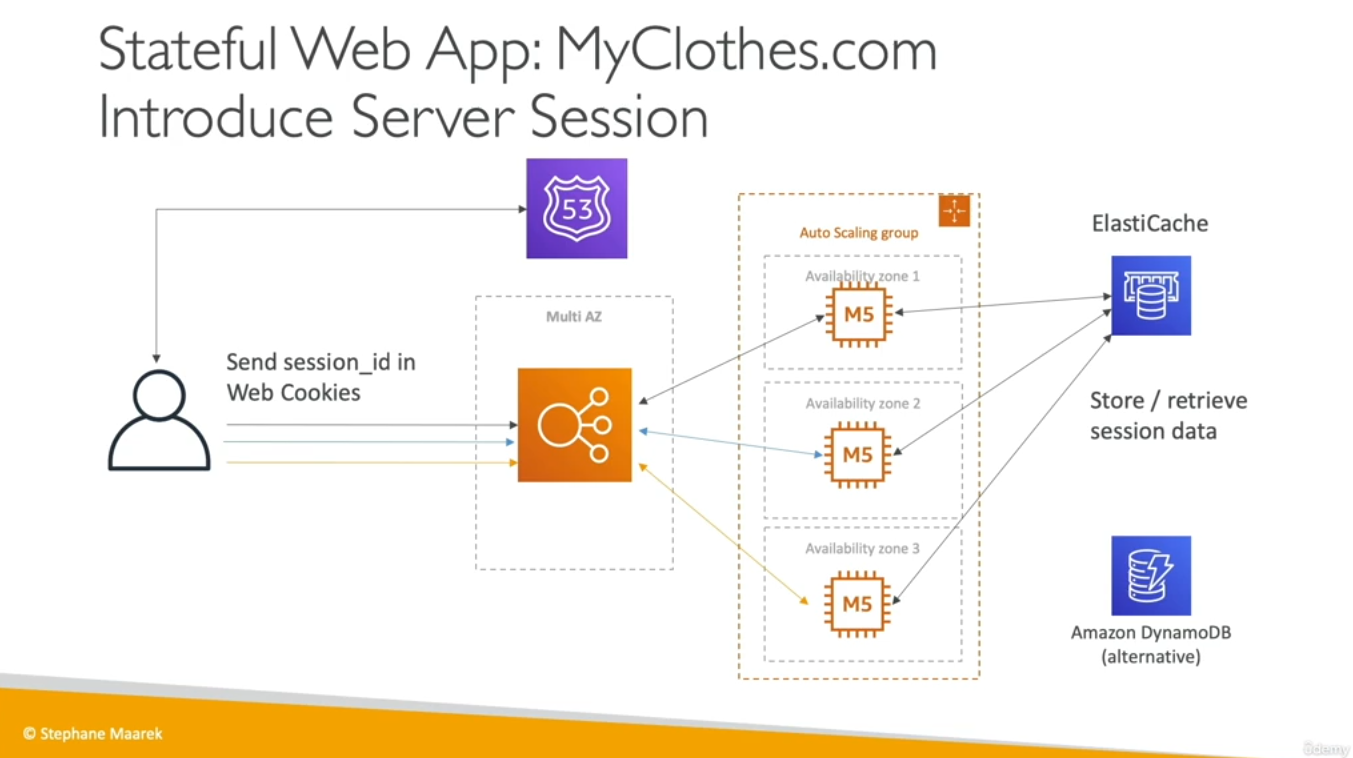 Stateful Web App: MyClothes.com
Introduce Server Session
53
Auto Scaling group
ElastiCache
Availability zone 1
M5
Multi AZ
Send session_id in
Web Cookies
Availability zone 2
M5
Store / retrieve
session data
Availability zone 3
M5
Amazon DynamoDB
(alternative)
© Stephane Maarek
ûdemy